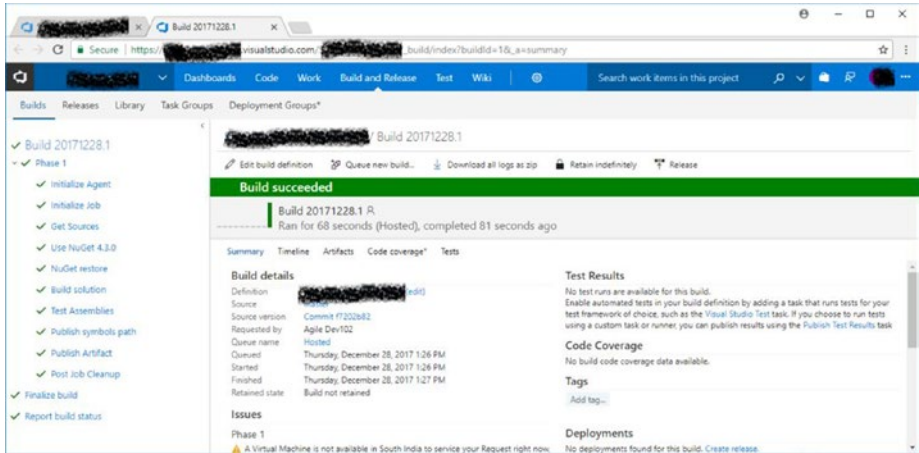 Build 20171228.1
Secure https:// visualstudio.com/ _build/index?buildId=1&_a=summary
Dashboards Code Work Build and Release Test Wiki Search work items in this project
Builds Releases Library Task Groups Deployment Groups*
Build 20171228.1
Phase 1
Initialize Agent
Initialize Job
Get Sources
Use NuGet 4.3.0
NuGet restore
Build solution
Test Assemblies
Publish symbols path
Publish Artifact
Post Job Cleanup
Finalize build
Report build status
/ Build 20171228.1
Edit build definition Queue new build... Download all logs as zip Retain indefinitely Release
Build succeeded
Build 20171228.1
Ran for 68 seconds (Hosted), completed 81 seconds ago
Summary Timeline Artifacts Code coverage* Tests
Build details
Definition (edit)
Source
Source version Commit f7202b82
Requested by Agile Dev102
Queue name Hosted
Queued Thursday, December 28, 2017 1:26 PM
Started Thursday, December 28, 2017 1:26 PM
Finished Thursday, December 28, 2017 1:27 PM
Retained state Build not retained
Issues
Phase 1
A Virtual Machine is not available in South India to service your Request right now,
Test Results
No test runs are available for this build.
Enable automated tests in your build definition by adding a task that runs tests for your
test framework of choice, such as the Visual Studio Test task. If you choose to run tests
using a custom task or runner, you can publish results using the Publish Test Results task
Code Coverage
No build code coverage data available.
Tags
Add tag...
Deployments
No deployments found for this build. Create release.